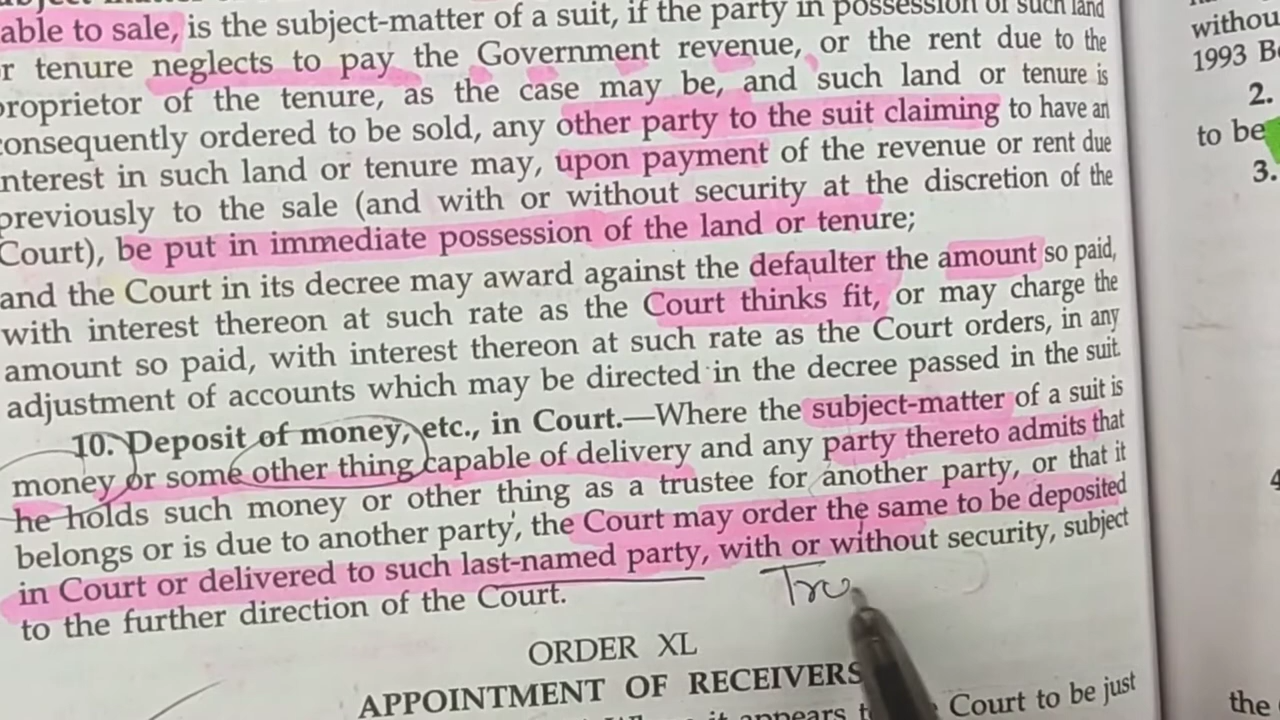 able to sale, is the subject-matter of a suit, if the party in possession of such land
r tenure neglects to pay the Government revenue, or the rent due to the
proprietor of the tenure, as the case may be, and such land or tenure is
consequently ordered to be sold, any other party to the suit claiming to have an
nterest in such land or tenure may, upon payment of the revenue or rent due
previously to the sale (and with or without security at the discretion of the
Court), be put in immediate possession of the land or tenure;
and the Court in its decree may award against the defaulter the amount so paid,
with interest thereon at such rate as the Court thinks fit, or may charge the
amount so paid, with interest thereon at such rate as the Court orders, in any
adjustment of accounts which may be directed in the decree passed in the suit.
10. Deposit of money, etc., in Court.—Where the subject-matter of a suit is
money or some other thing capable of delivery and any party thereto admits that
he holds such money or other thing as a trustee for another party, or that it
belongs or is due to another party, the Court may order the same to be deposited
in Court or delivered to such last-named party, with or without security, subject
to the further direction of the Court.
Tru
ORDER XL
APPOINTMENT OF RECEIVERS
it appears Court to be just
withou
1993 B
2.
to be
3.
4
the